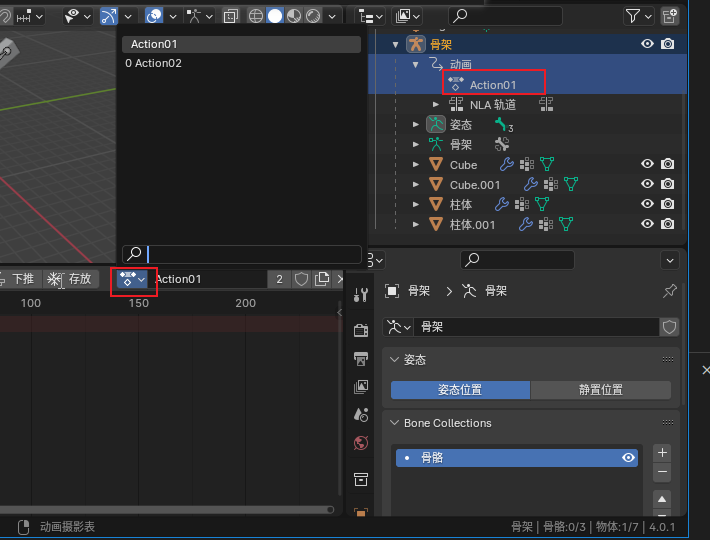 Action01
0 Action02
骨架
动画
Action01
NLA 轨道
姿态
3
骨架
Cube
Cube.001
柱体
柱体.001
下推
存放
Action01
2
100
150
200
骨架
骨架
骨架
姿态
姿态位置
静置位置
Bone Collections
骨骼
动画摄影表
骨架 | 骨骼:0/3 | 物体:1/7 | 4.0.1